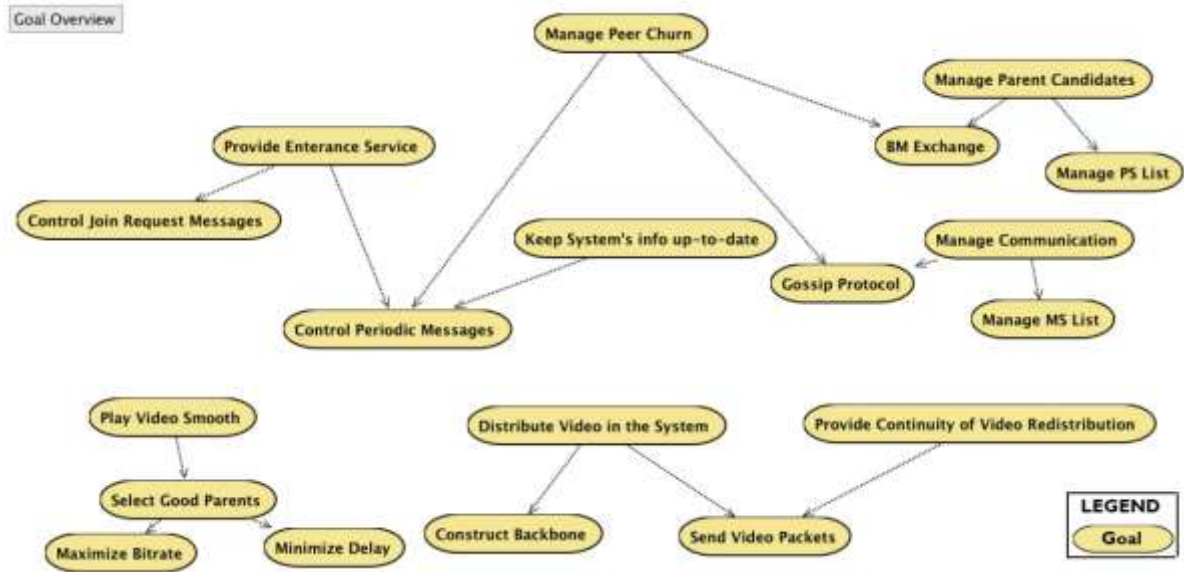 Goal Overview
Manage Peer Churn
Manage Parent Candidates
Provide Enterance Service
BM Exchange
Manage PS List
Control Join Request Messages
Keep System's info up-to-date
Manage Communication
Gossip Protocol
Control Periodic Messages
Manage MS List
Play Video Smooth
Distribute Video in the System
Provide Continuity of Video Redistribution
Select Good Parents
LEGEND
Construct Backbone
Send Video Packets
Goal
Maximize Bitrate
Minimize Delay